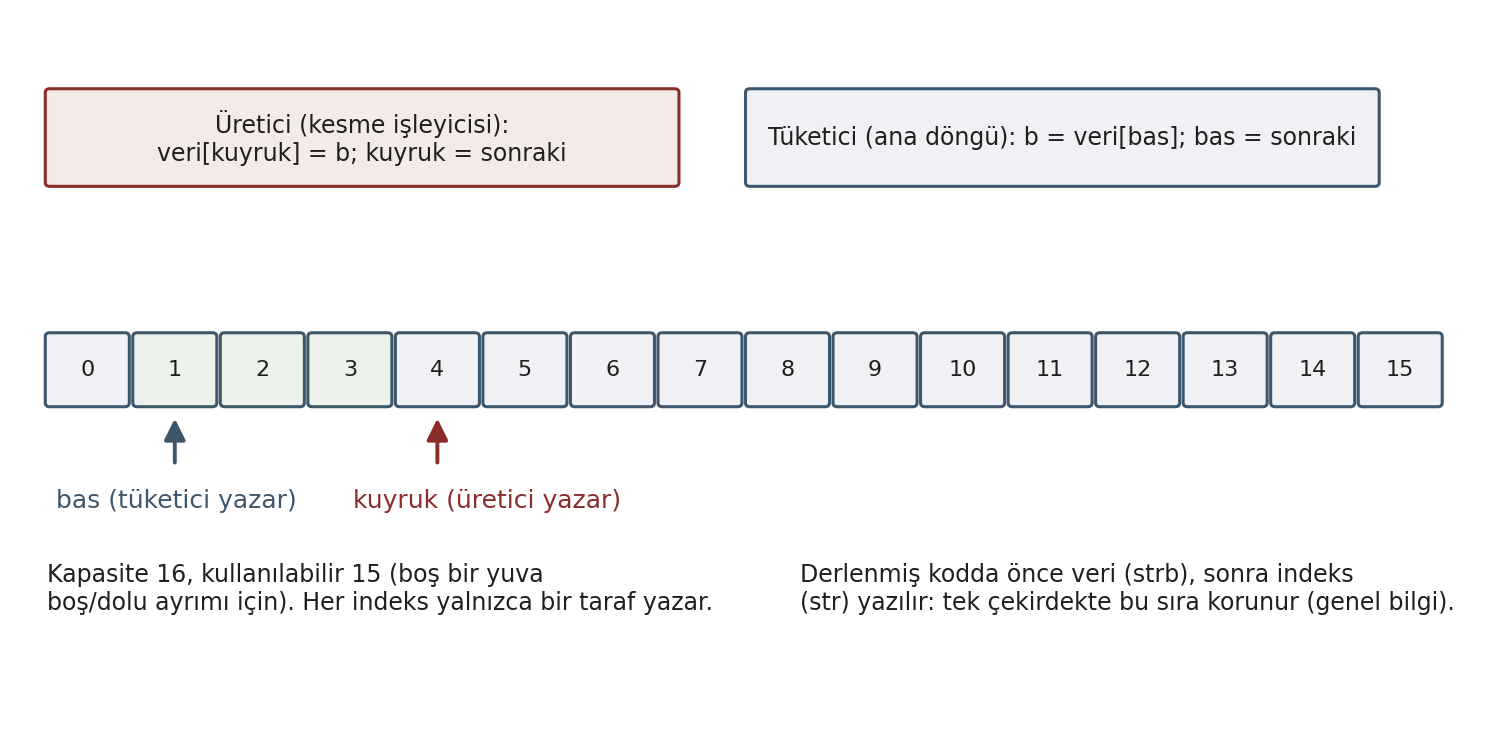 Üretici (kesme işleyicisi):
veri[kuyruk] = b; kuyruk = sonraki
Tüketici (ana döngü): b = veri[bas]; bas = sonraki
0 1 2 3 4 5 6 7 8 9 10 11 12 13 14 15
bas (tüketici yazar)
kuyruk (üretici yazar)
Kapasite 16, kullanılabilir 15 (boş bir yuva
boş/dolu ayrımı için). Her indeks yalnızca bir taraf yazar.
Derlenmiş kodda önce veri (strb), sonra indeks
(str) yazılır: tek çekirdekte bu sıra korunur (genel bilgi).